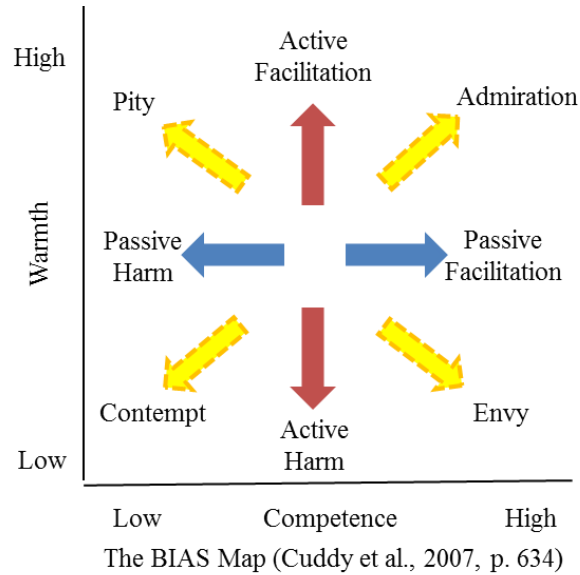 High
Active
Facilitation
Pity
Admiration
Warmth
Passive
Harm
Passive
Facilitation
Contempt
Active
Harm
Envy
Low
Low
Competence
High
The BIAS Map (Cuddy et al., 2007, p. 634)